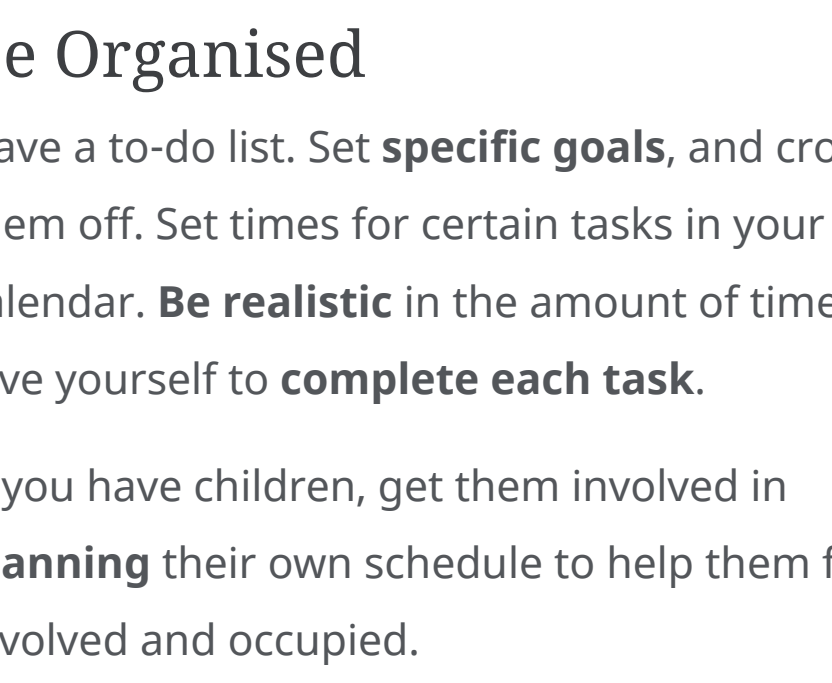 e Organised
ave a to-do list. Set specific goals, and cro
em off. Set times for certain tasks in your
alendar. Be realistic in the amount of time
ve yourself to complete each task.
you have children, get them involved in
anning their own schedule to help them f
volved and occupied.